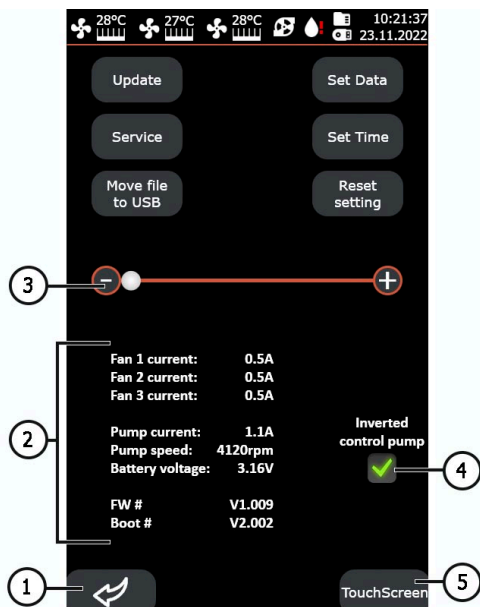 28°C 27°C 28°C 10:21:37
23.11.2022
Update Set Data
Service Set Time
Move file
to USB
Reset
setting
3
- +
Fan 1 current: 0.5A
Fan 2 current: 0.5A
Fan 3 current: 0.5A
2
Pump current: 1.1A
Pump speed: 4120rpm
Battery voltage: 3.16V
Inverted
control pump
4
FW # V1.009
Boot # V2.002
1
TouchScreen
5